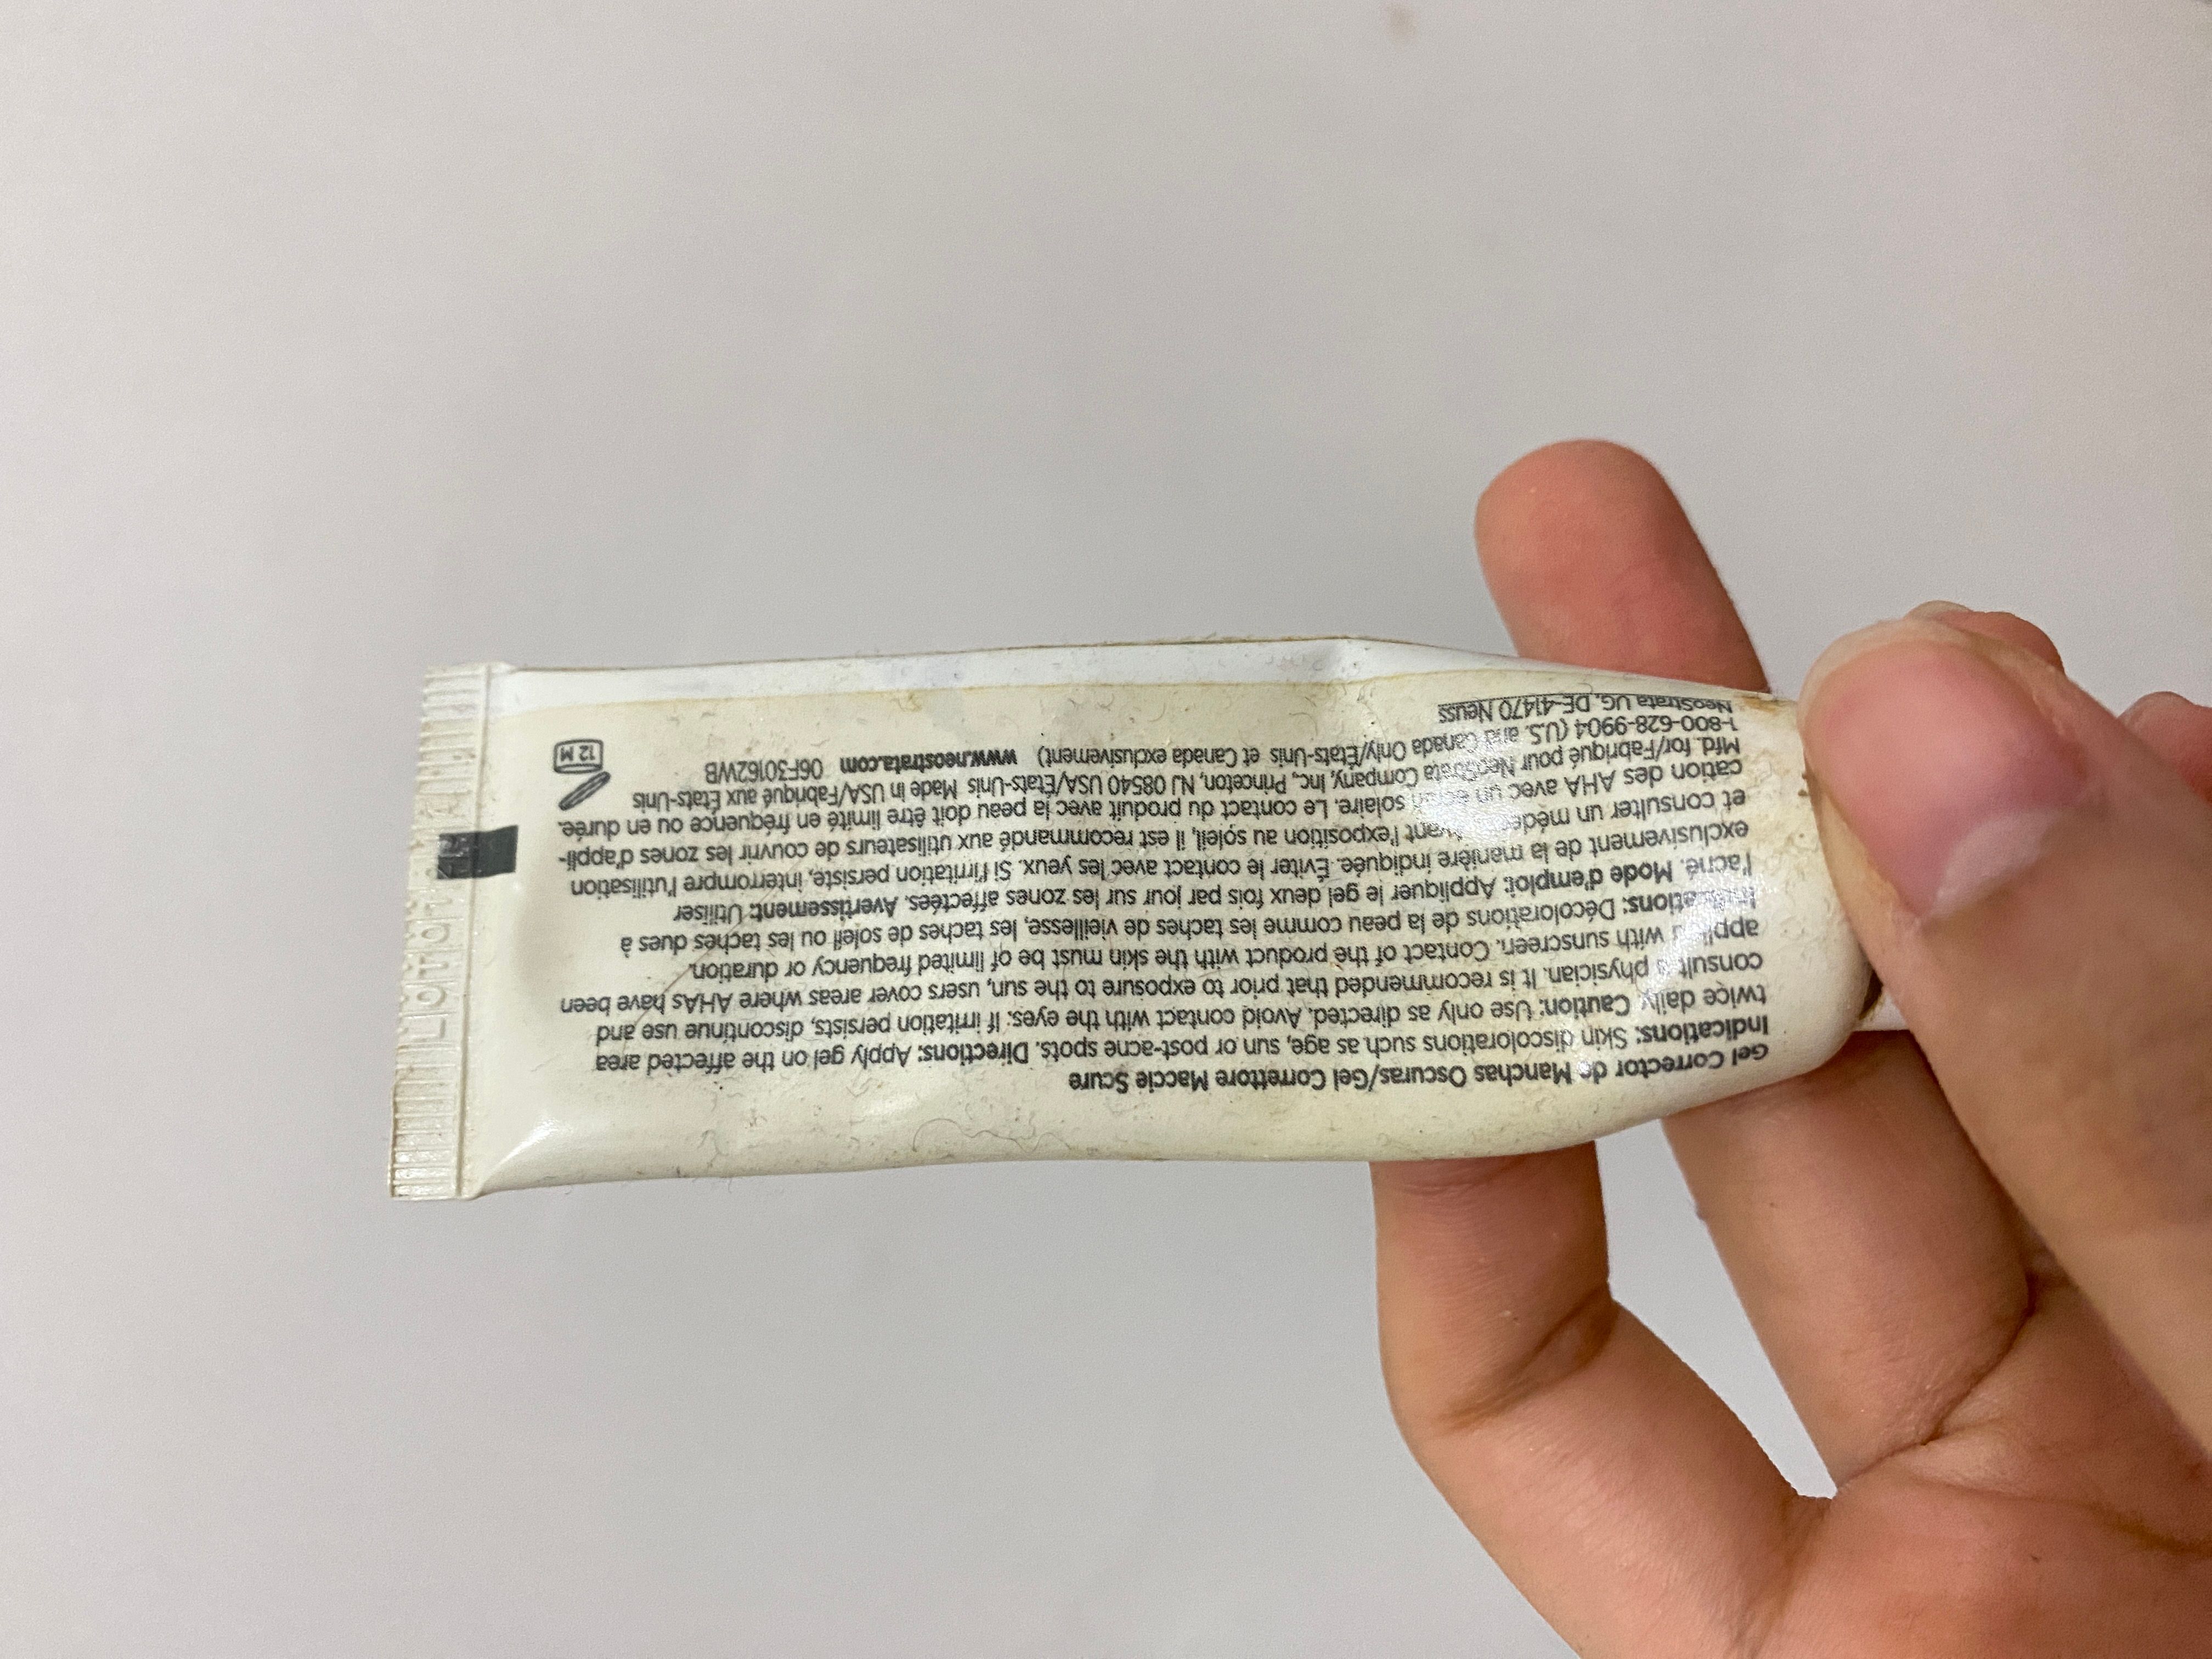 Gel Corrector de Manchas Oscuras/Gel Correttore Macchie Scure
Indications: Skin discolorations such as age, sun or post-acne spots. Directions: Apply gel on the affected area
twice daily. Caution: Use only as directed. Avoid contact with the eyes. If irritation persists, discontinue use and
consult a physician. It is recommended that prior to exposure to the sun, users cover areas where AHAs have been
applied with sunscreen. Contact of the product with the skin must be of limited frequency or duration.
Indications: Décolorations de la peau comme les taches de vieillesse, les taches de soleil ou les taches dues à
l'acné. Mode d'emploi: Appliquer le gel deux fois par jour sur les zones affectées. Avertissement: Utiliser
exclusivement de la manière indiquée. Éviter le contact avec les yeux. Si l'irritation persiste, interrompre l'utilisation
et consulter un médecin. Avant l'exposition au soleil, il est recommandé aux utilisateurs de couvrir les zones d'appli-
cation des AHA avec un écran solaire. Le contact du produit avec la peau doit être limité en fréquence ou en durée.
Mfd. for/Fabriqué pour NeoStrata Company, Inc., Princeton, NJ 08540 USA/États-Unis Made in USA/Fabriqué aux États-Unis
1-800-628-9904 (U.S. and Canada Only/États-Unis et Canada exclusivement) www.neostrata.com 06F30162WB
NeoStrata UG, DE-41470 Neuss
12 M